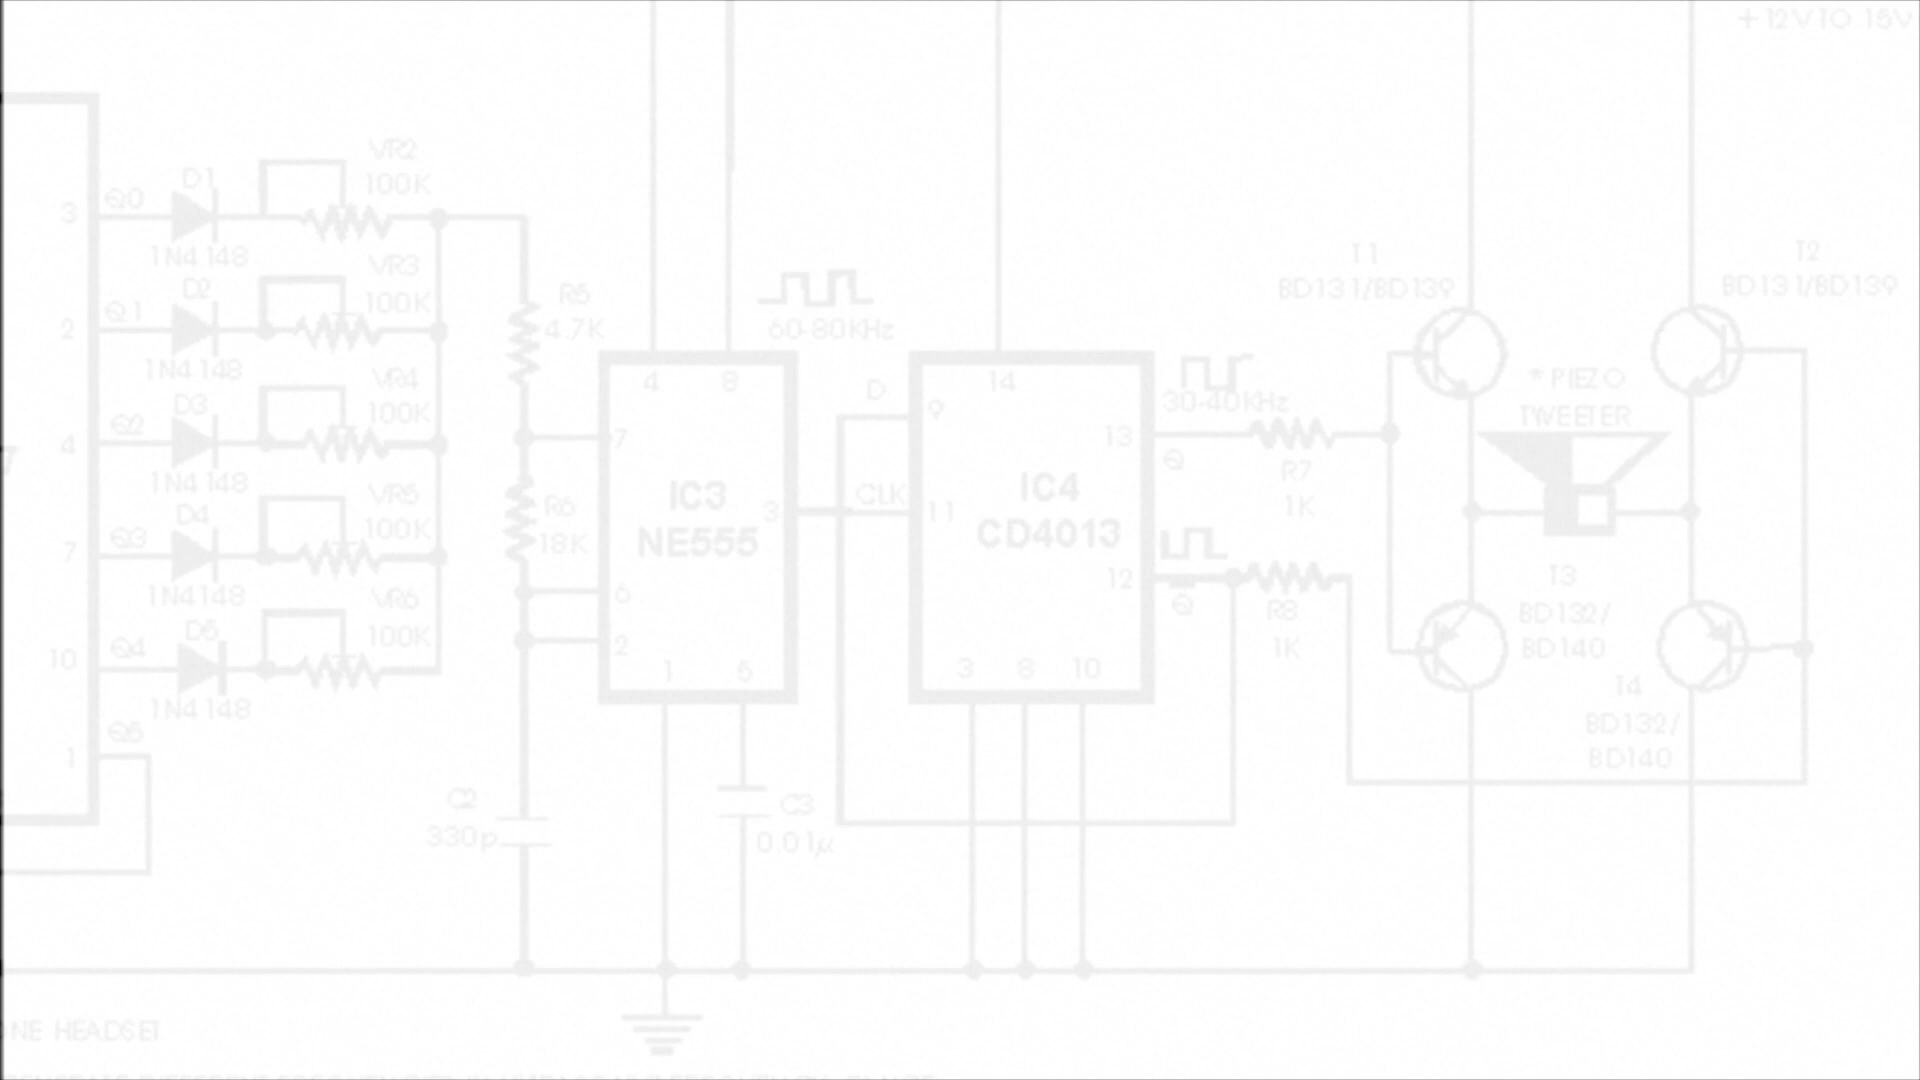 +12V TO 15V
VR2
100K
D1
Q0
3
1N4148
VR3
100K
D2
Q1
2
1N4148
VR4
100K
D3
Q2
4
1N4148
VR5
100K
D4
Q3
7
1N4148
VR6
100K
D5
Q4
10
1N4148
Q5
1
R5
4.7K
R6
18K
C2
330p
60-80KHz
4 8
7
IC3
NE555
3
6
2
1 5
C3
0.01µ
D
CLK
9 14
13
IC4
CD4013
11
12
3 8 10
30-40KHz
Q
R7
1K
Q
R8
1K
T1
BD131/BD139
T2
BD131/BD139
* PIEZO
TWEETER
T3
BD132/
BD140
T4
BD132/
BD140
NE HEADSET